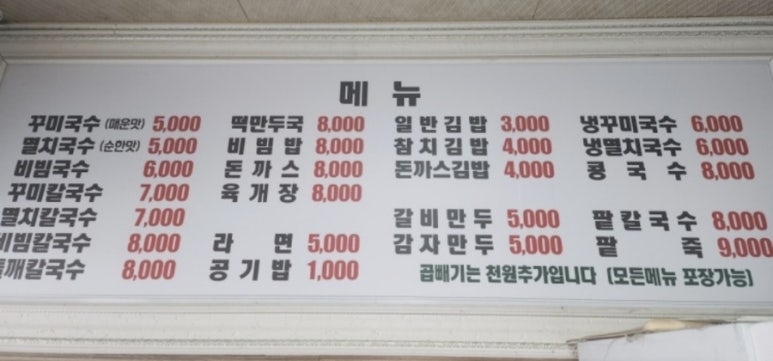 메 뉴
꾸미국수 (매운맛) 5,000
멸치국수 (순한맛) 5,000
비빔국수 6,000
꾸미칼국수 7,000
멸치칼국수 7,000
비빔칼국수 8,000
깨칼국수 8,000
떡만두국 8,000
비빔밥 8,000
돈까스 8,000
육개장 8,000
라면 5,000
공기밥 1,000
일반김밥 3,000
참치김밥 4,000
돈까스김밥 4,000
갈비만두 5,000
감자만두 5,000
냉꾸미국수 6,000
냉멸치국수 6,000
콩국수 8,000
팥칼국수 8,000
팥죽 9,000
곱빼기는 천원추가입니다 (모든메뉴 포장가능)